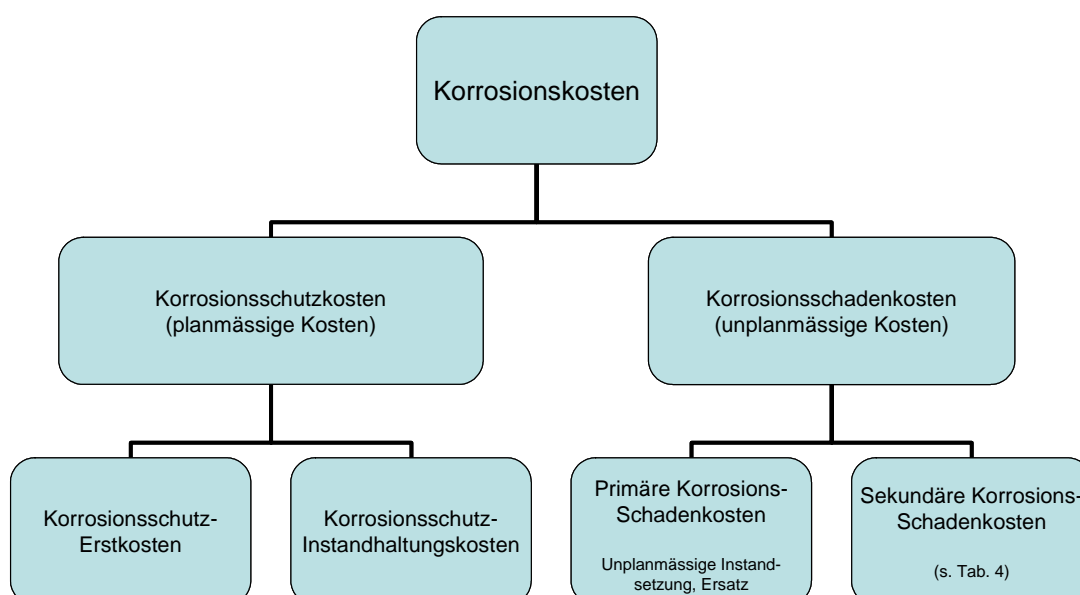 Korrosionskosten
Korrosionsschutzkosten
(planmässige Kosten)
Korrosionsschadenkosten
(unplanmässige Kosten)
Korrosionsschutz-
Erstkosten
Korrosionsschutz-
Instandhaltungskosten
Primäre Korrosions-
Schadenkosten
Unplanmässige Instand-
setzung, Ersatz
Sekundäre Korrosions-
Schadenkosten
(s. Tab. 4)